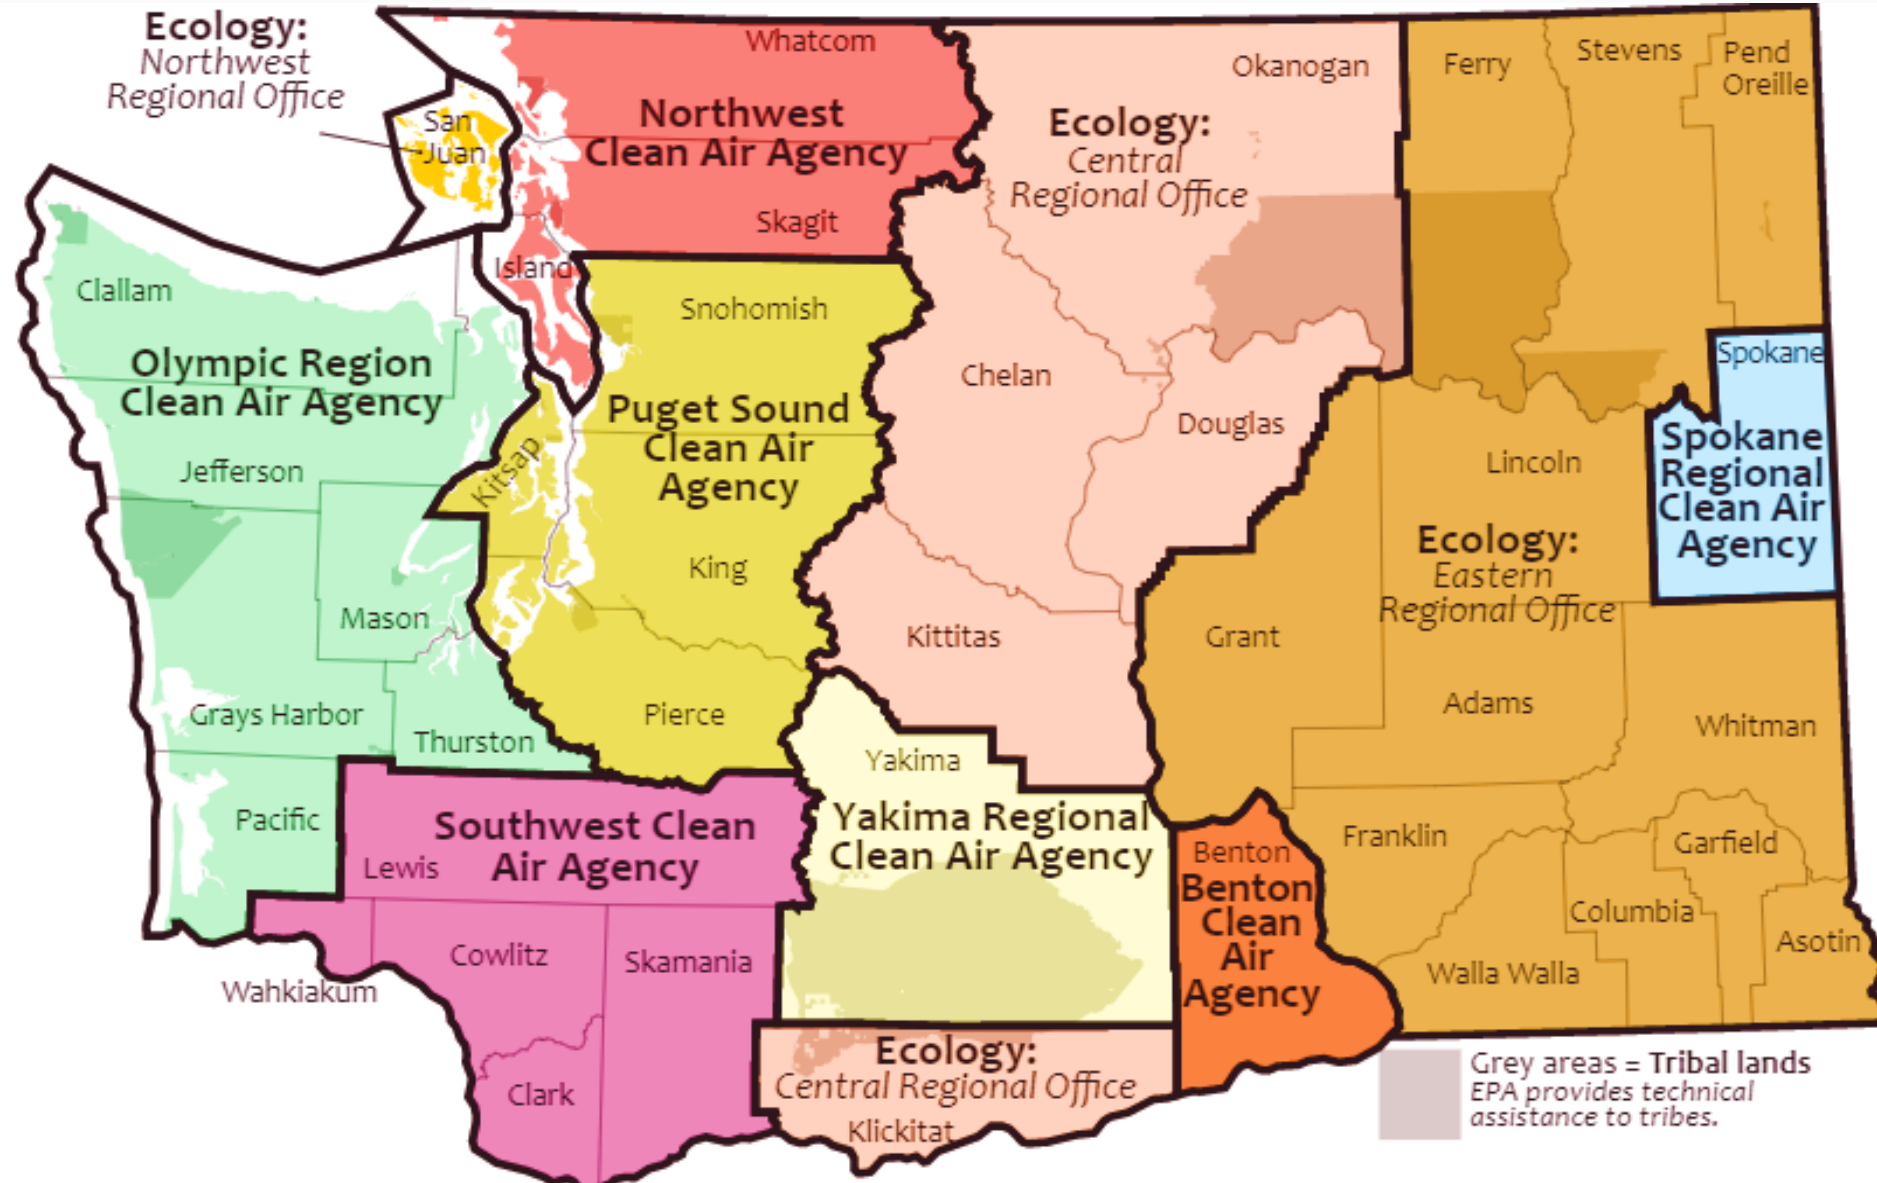 Ecology:
Northwest
Regional Office
San
Juan
Whatcom
Northwest
Clean Air Agency
Skagit
Island
Okanogan
Ecology:
Central
Regional Office
Ferry
Stevens
Pend
Oreille
Clallam
Olympic Region
Clean Air Agency
Jefferson
Mason
Grays Harbor
Thurston
Pacific
Snohomish
Puget Sound
Clean Air
Agency
Kitsap
King
Pierce
Chelan
Douglas
Kittitas
Lincoln
Ecology:
Eastern
Regional Office
Grant
Adams
Whitman
Spokane
Spokane
Regional
Clean Air
Agency
Yakima
Yakima Regional
Clean Air Agency
Southwest Clean
Air Agency
Lewis
Cowlitz
Skamania
Wahkiakum
Clark
Benton
Benton
Clean
Air
Agency
Franklin
Garfield
Columbia
Asotin
Walla Walla
Ecology:
Central Regional Office
Klickitat
Grey areas = Tribal lands
EPA provides technical
assistance to tribes.